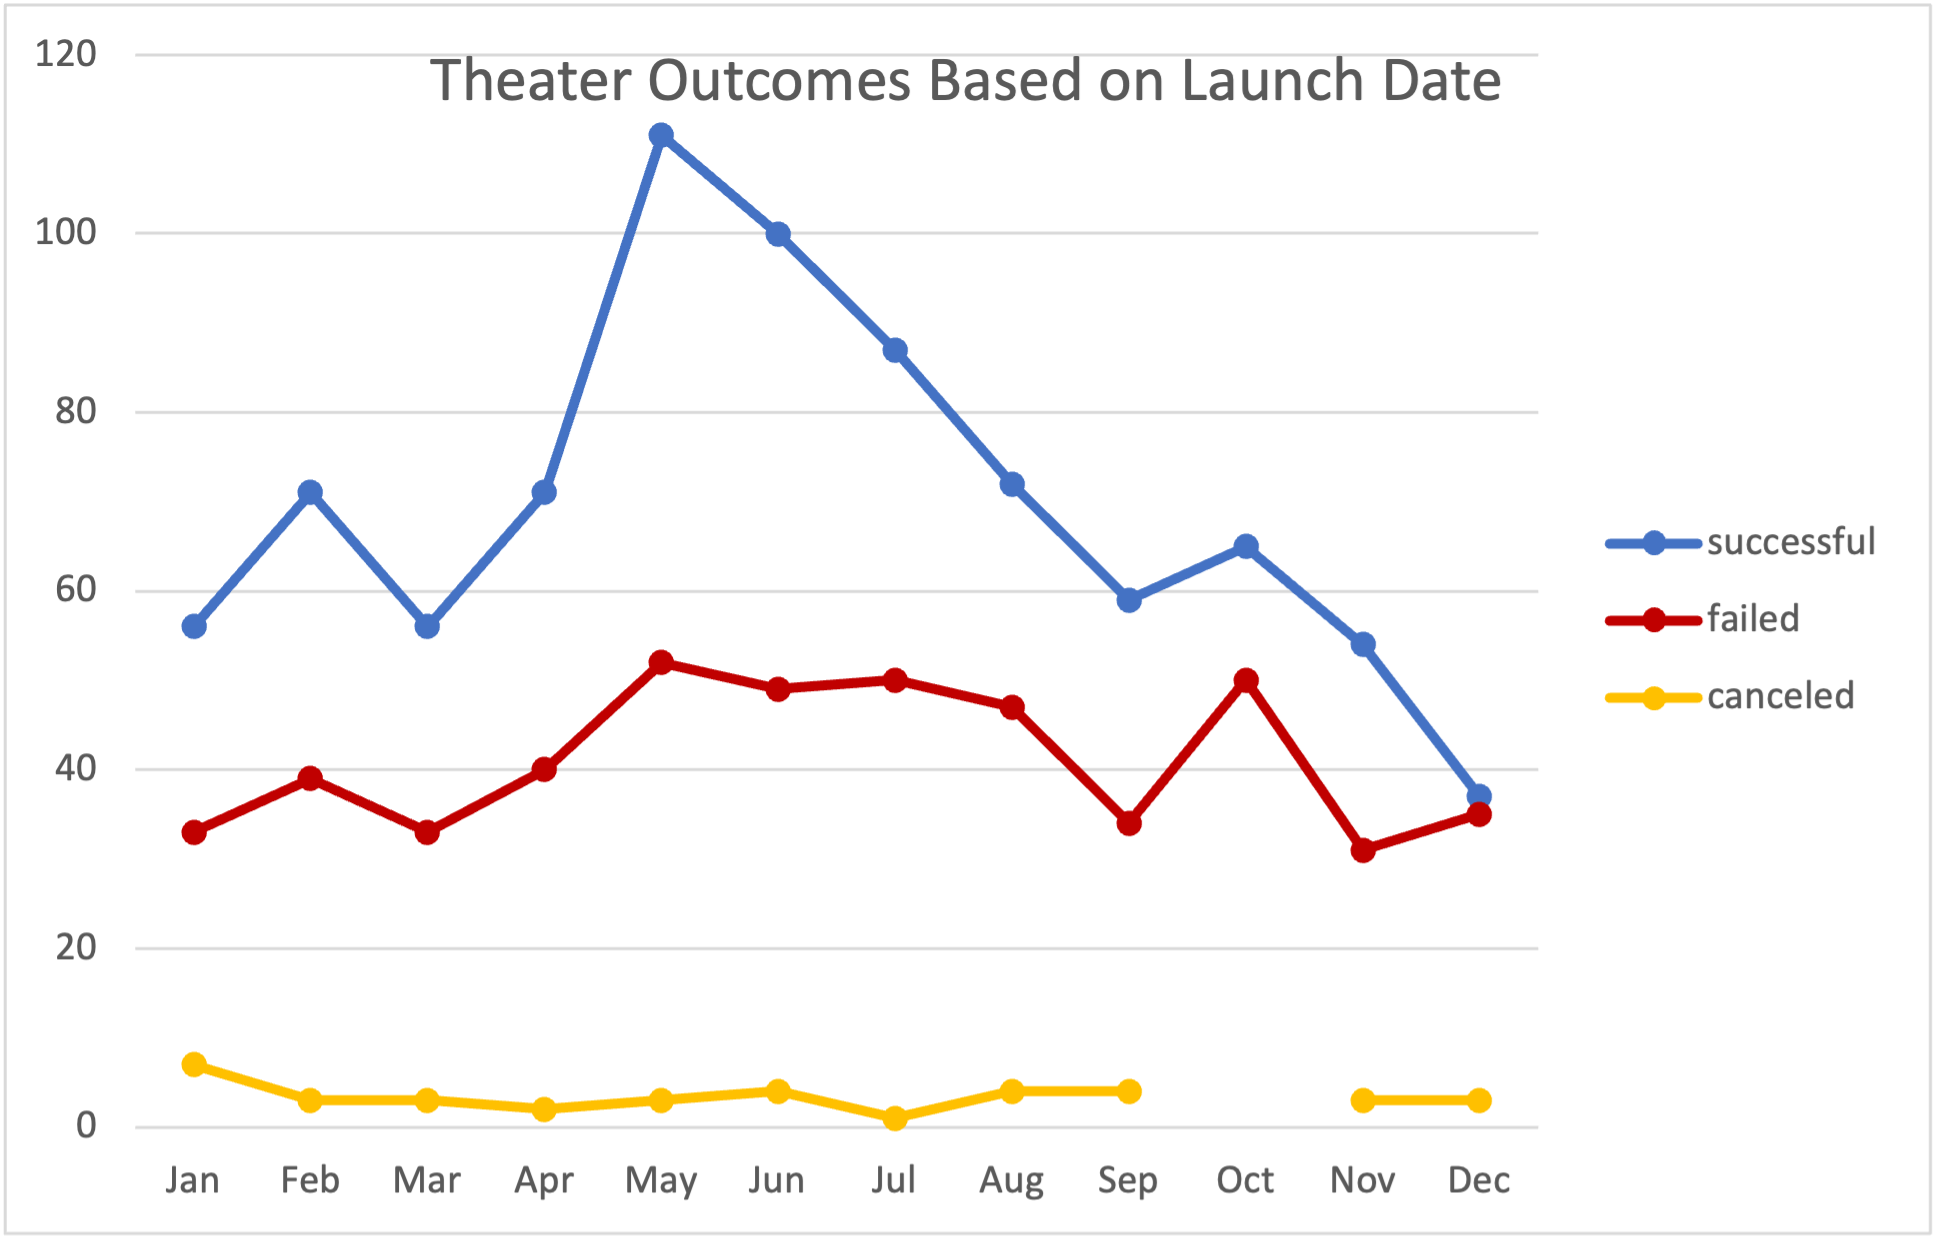 Theater Outcomes Based on Launch Date
120
100
80
60
40
20
0
Jan Feb Mar Apr May Jun Jul Aug Sep Oct Nov Dec
successful
failed
canceled